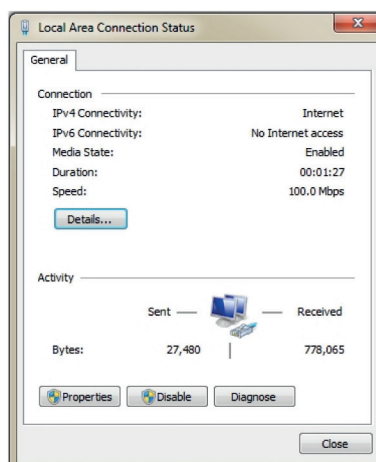 Local Area Connection Status
General
Connection
IPv4 Connectivity: Internet
IPv6 Connectivity: No Internet access
Media State: Enabled
Duration: 00:01:27
Speed: 100.0 Mbps
Details...
Activity
Sent Received
Bytes: 27,480 778,065
Properties Disable Diagnose
Close